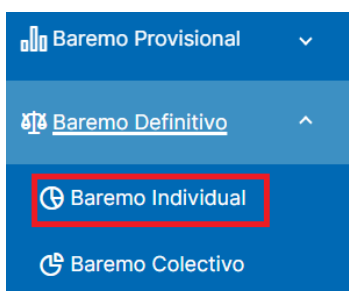 Baremo Provisional
Baremo Definitivo
Baremo Individual
Baremo Colectivo